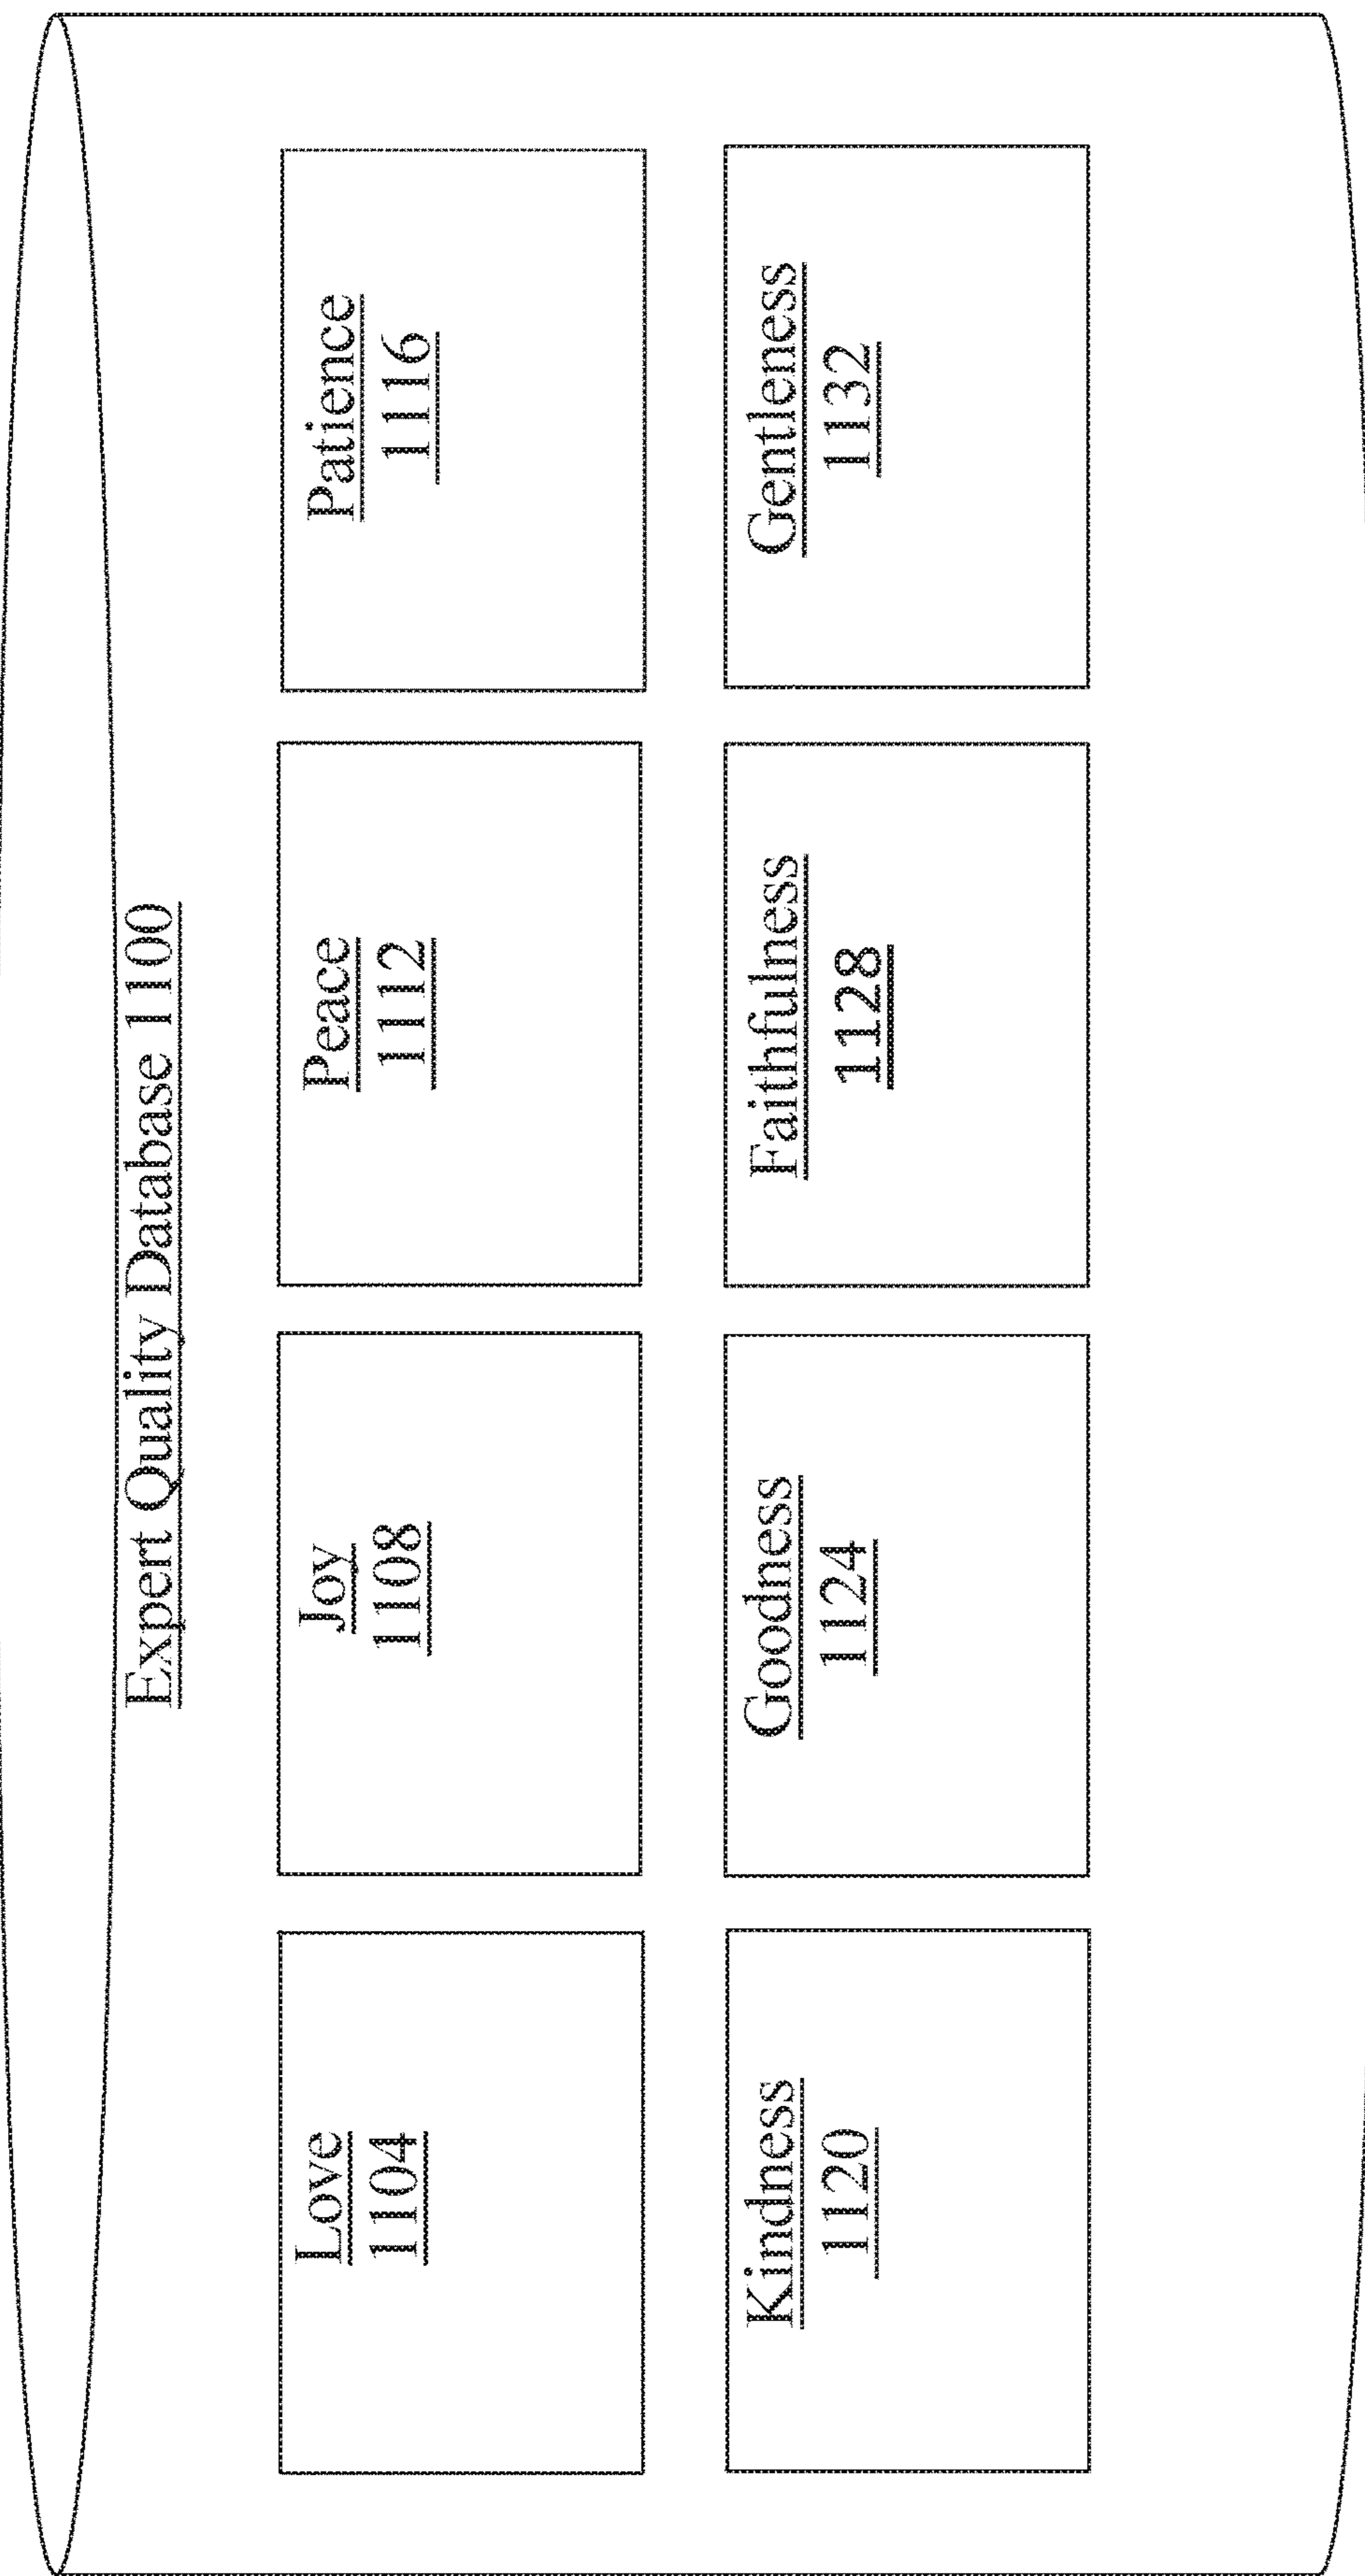 Expert Quality Database 1100
Love
1104
Joy
1108
Peace
1112
Patience
1116
Kindness
1120
Goodness
1124
Faithfulness
1128
Gentleness
1132